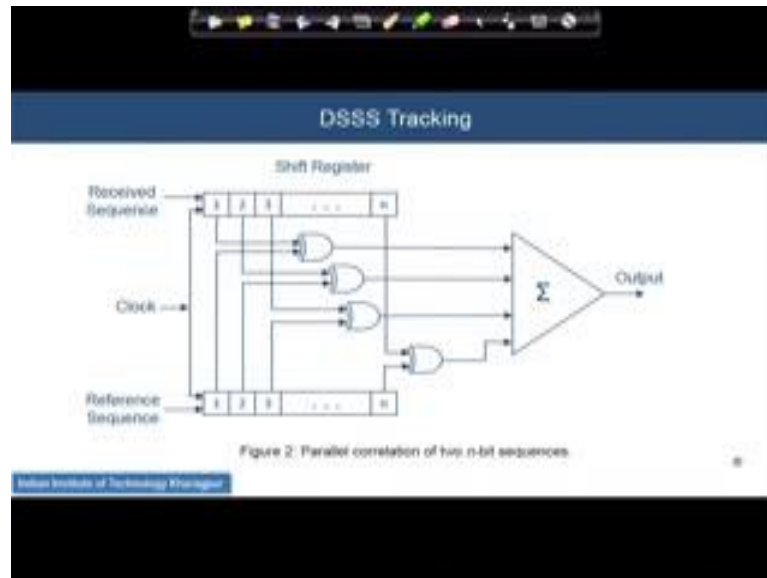 DSSS Tracking
Shift Register
Received
Sequence
1 2 3 . . . n
Clock
Σ
Output
Reference
Sequence
1 2 3 . . . n
Figure 2: Parallel correlation of two n-bit sequences.
Indian Institute of Technology Kharagpur